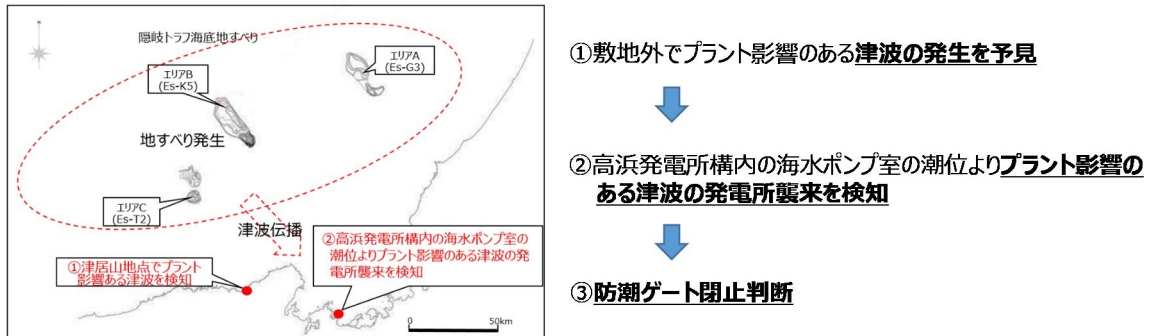 N
隠岐トラフ海底地すべり
エリアA
(Es-G3)
エリアB
(Es-K5)
地すべり発生
エリアC
(Es-T2)
津波伝播
①津居山地点でプラント
影響ある津波を検知
②高浜発電所構内の海水ポンプ室の
潮位よりプラント影響のある津波の発
電所襲来を検知
0
50km
①敷地外でプラント影響のある津波の発生を予見
②高浜発電所構内の海水ポンプ室の潮位よりプラント影響の
ある津波の発電所襲来を検知
③防潮ゲート閉止判断